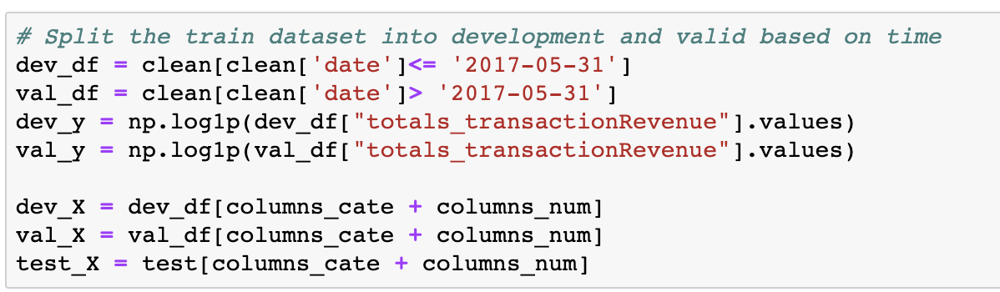 # Split the train dataset into development and valid based on time
dev_df = clean[clean['date']<= '2017-05-31']
val_df = clean[clean['date']> '2017-05-31']
dev_y = np.log1p(dev_df["totals_transactionRevenue"].values)
val_y = np.log1p(val_df["totals_transactionRevenue"].values)
dev_X = dev_df[columns_cate + columns_num]
val_X = val_df[columns_cate + columns_num]
test_X = test[columns_cate + columns_num]